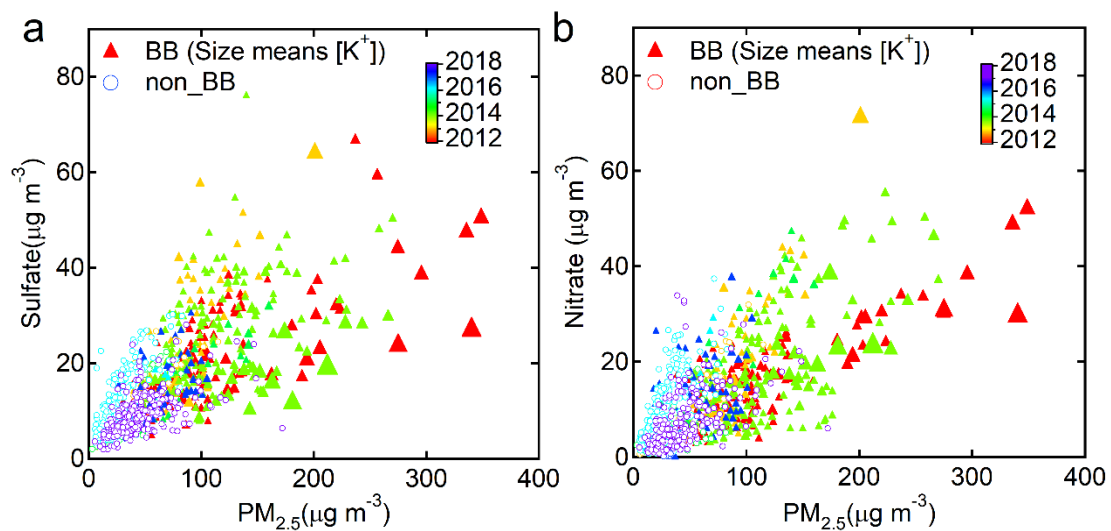 a
BB (Size means [K⁺])
non_BB
2018
2016
2014
2012
80
60
40
20
0
Sulfate(μg m⁻³)
0 100 200 300 400
PM₂.₅(μg m⁻³)
b
BB (Size means [K⁺])
non_BB
2018
2016
2014
2012
80
60
40
20
0
Nitrate (μg m⁻³)
0 100 200 300 400
PM₂.₅(μg m⁻³)